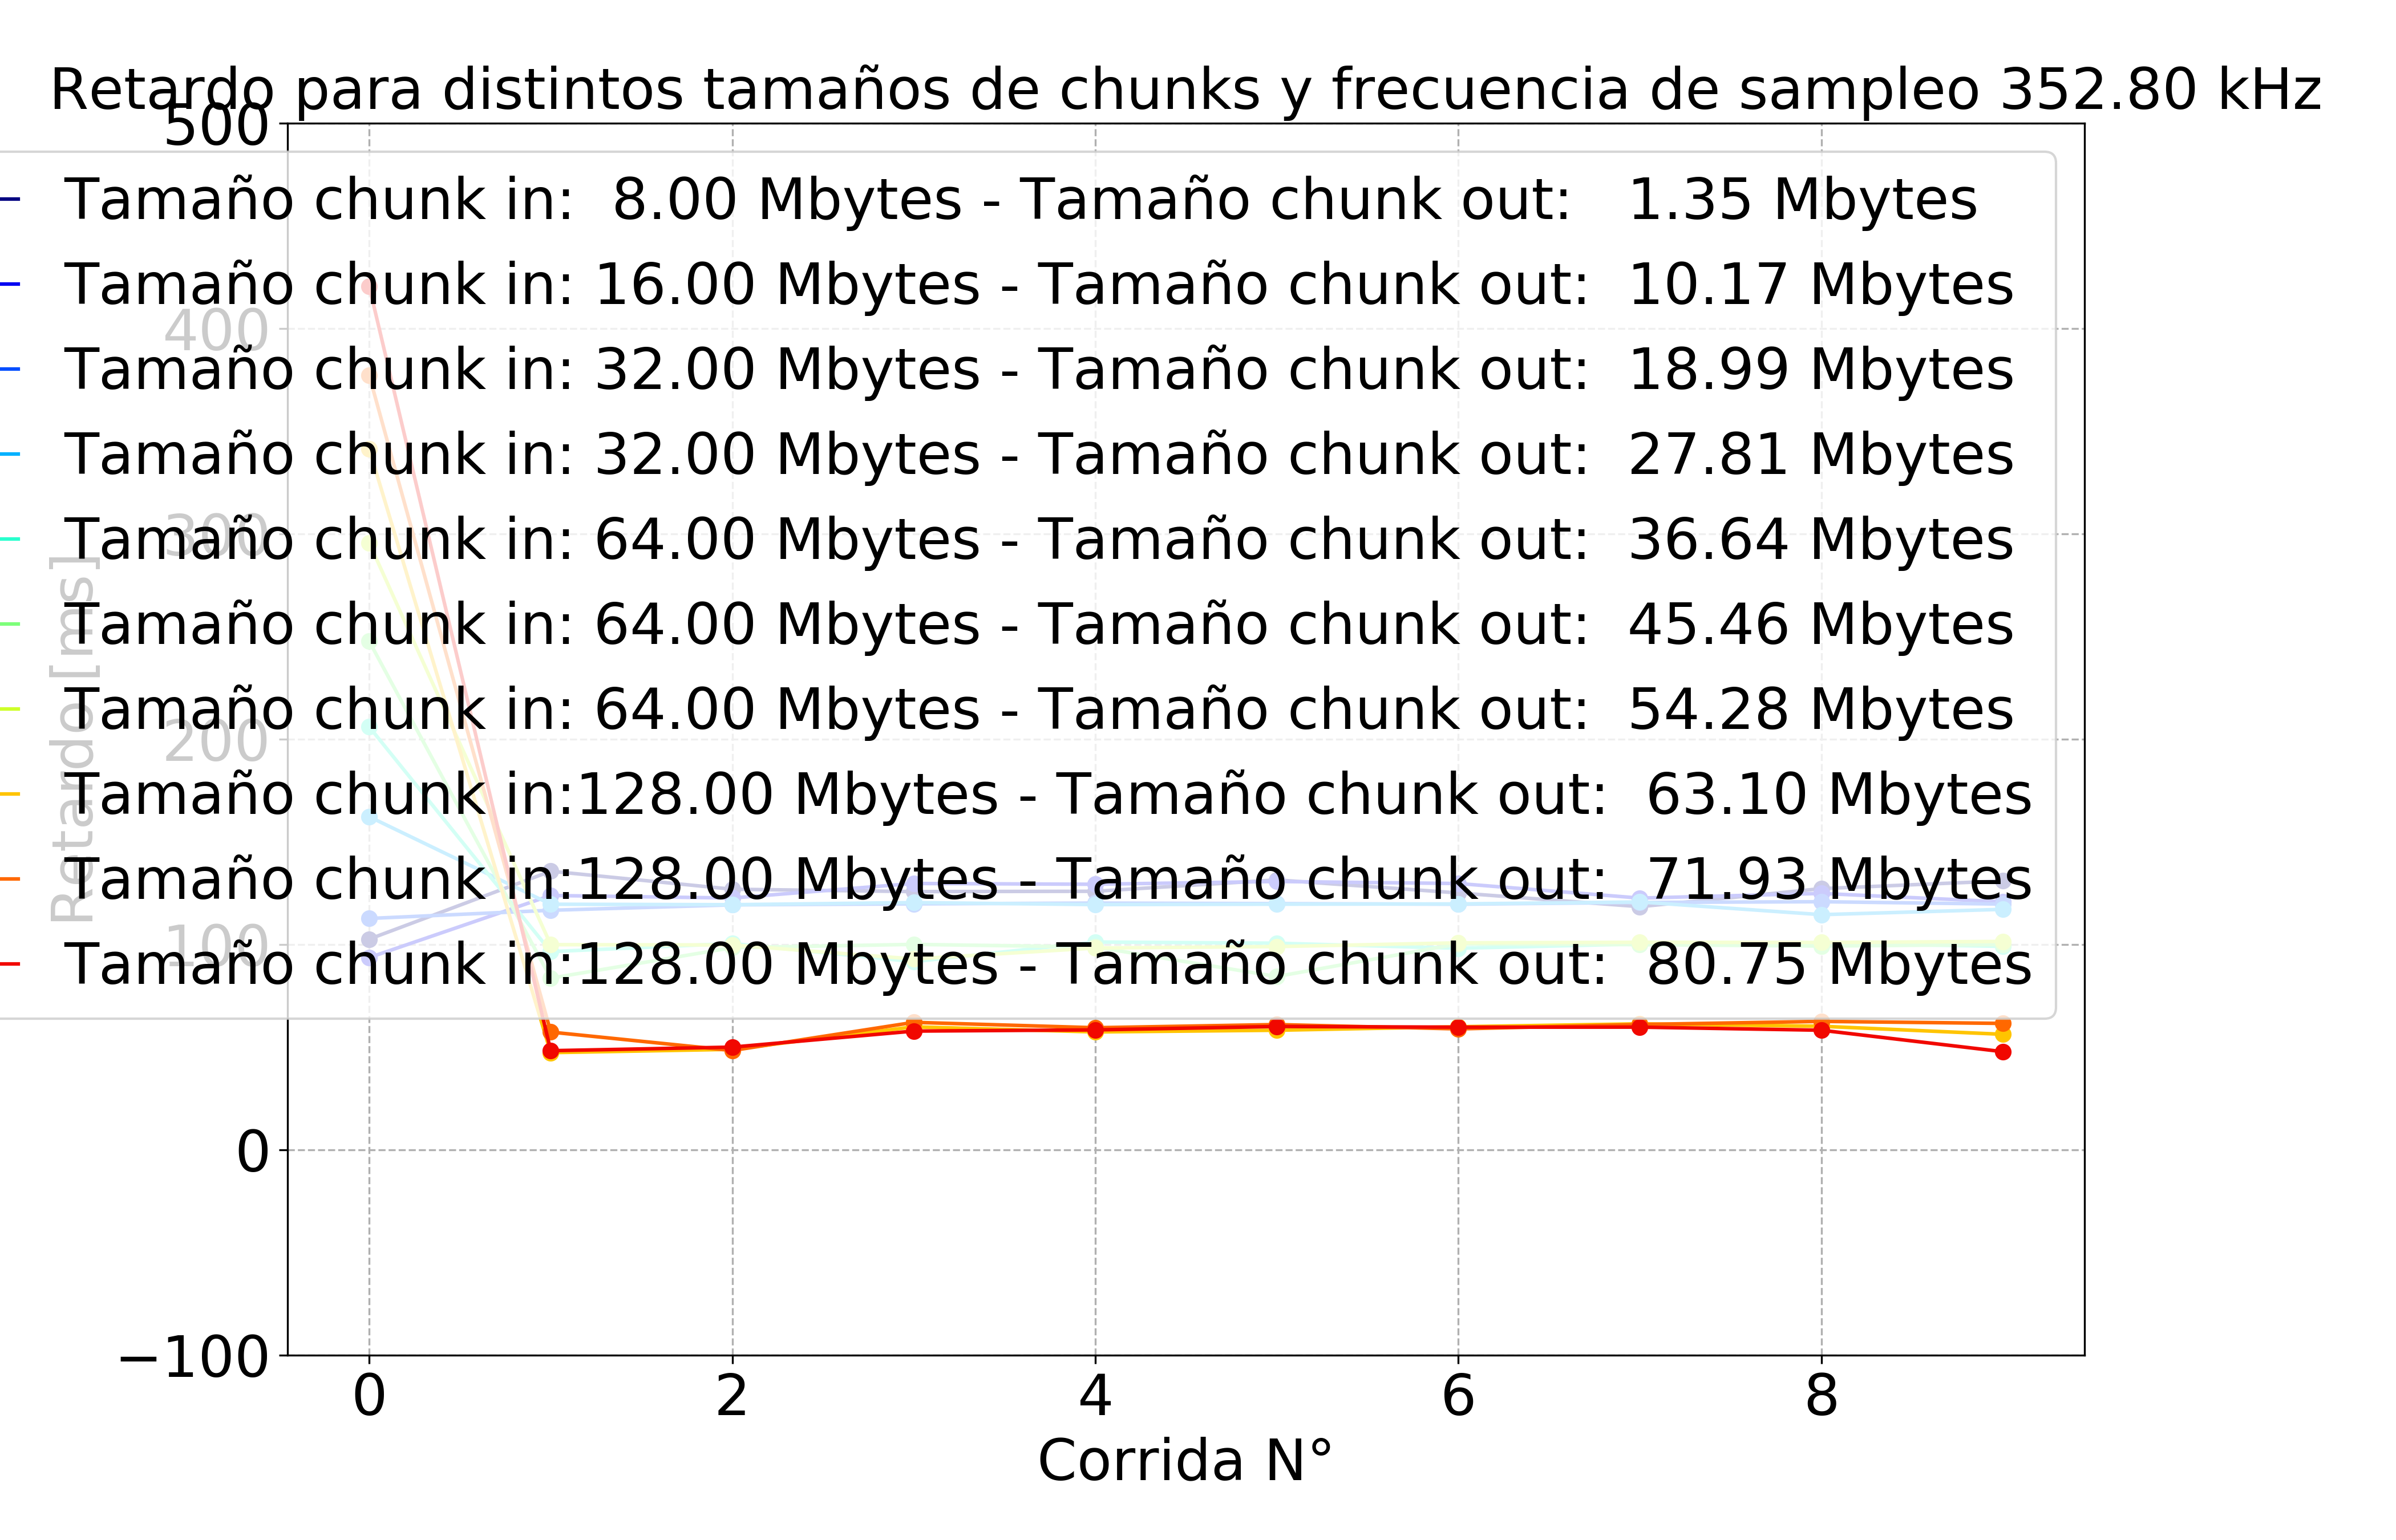 Retardo para distintos tamaños de chunks y frecuencia de sampleo 352.80 kHz
500
400
300
200
100
0
−100
Retardo [ms]
Tamaño chunk in:  8.00 Mbytes - Tamaño chunk out:   1.35 Mbytes
Tamaño chunk in: 16.00 Mbytes - Tamaño chunk out:  10.17 Mbytes
Tamaño chunk in: 32.00 Mbytes - Tamaño chunk out:  18.99 Mbytes
Tamaño chunk in: 32.00 Mbytes - Tamaño chunk out:  27.81 Mbytes
Tamaño chunk in: 64.00 Mbytes - Tamaño chunk out:  36.64 Mbytes
Tamaño chunk in: 64.00 Mbytes - Tamaño chunk out:  45.46 Mbytes
Tamaño chunk in: 64.00 Mbytes - Tamaño chunk out:  54.28 Mbytes
Tamaño chunk in:128.00 Mbytes - Tamaño chunk out:  63.10 Mbytes
Tamaño chunk in:128.00 Mbytes - Tamaño chunk out:  71.93 Mbytes
Tamaño chunk in:128.00 Mbytes - Tamaño chunk out:  80.75 Mbytes
0 2 4 6 8
Corrida N°